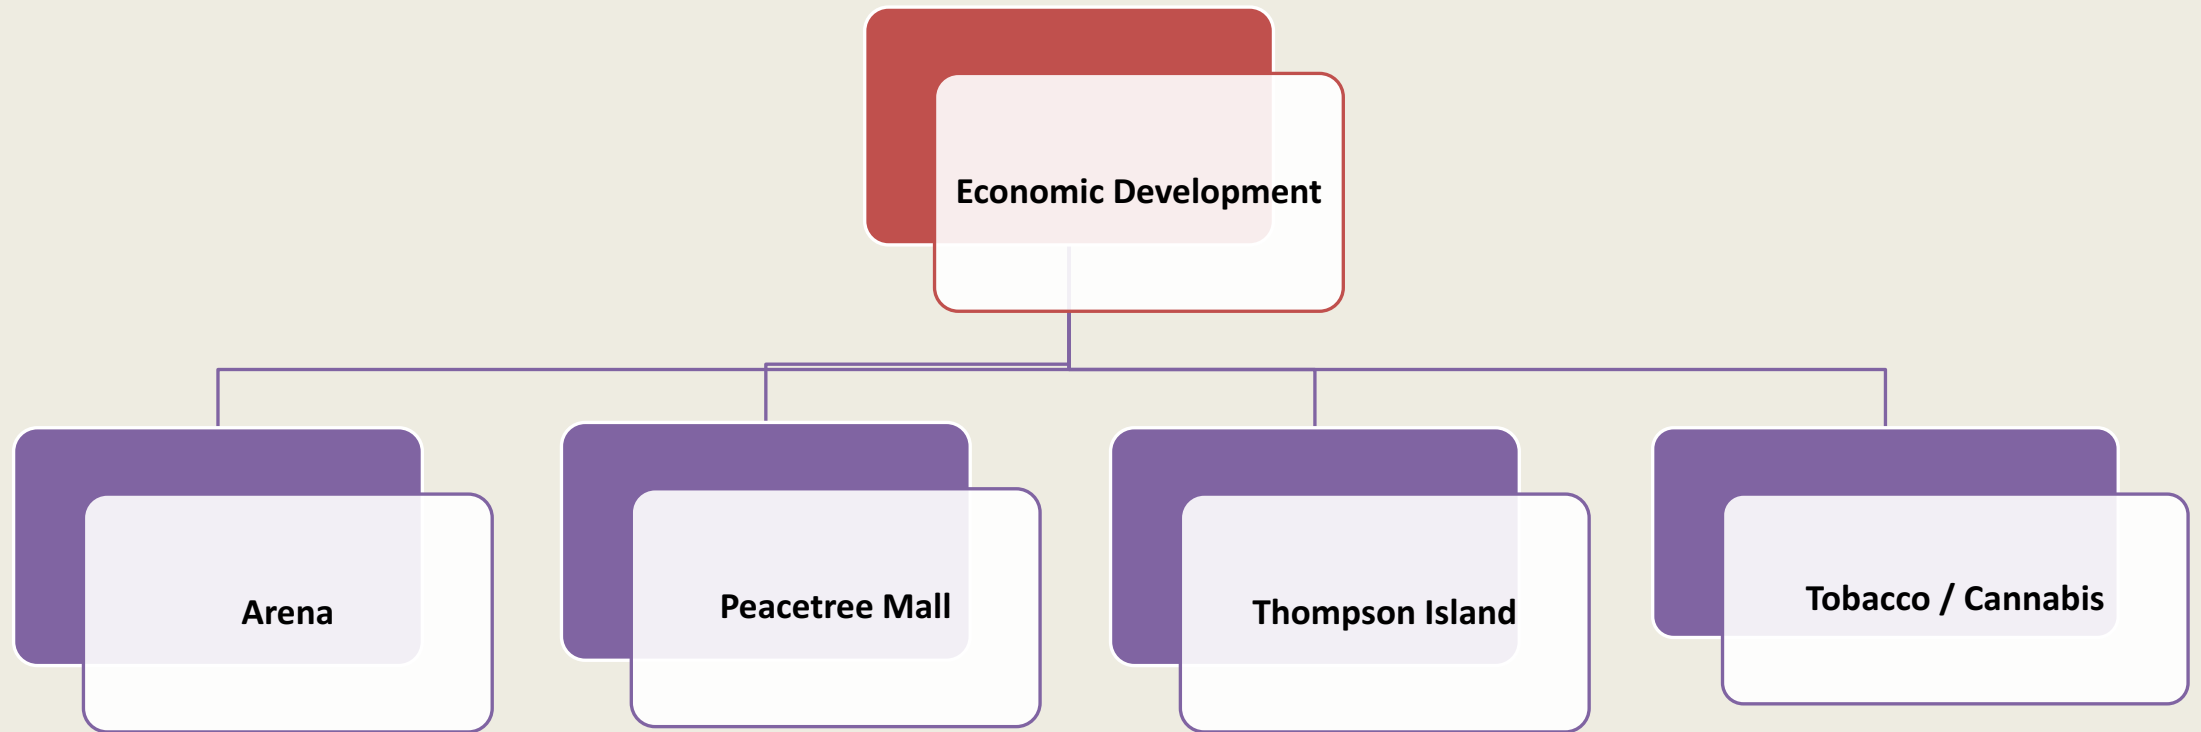 Economic Development
Arena
Peacetree Mall
Thompson Island
Tobacco / Cannabis